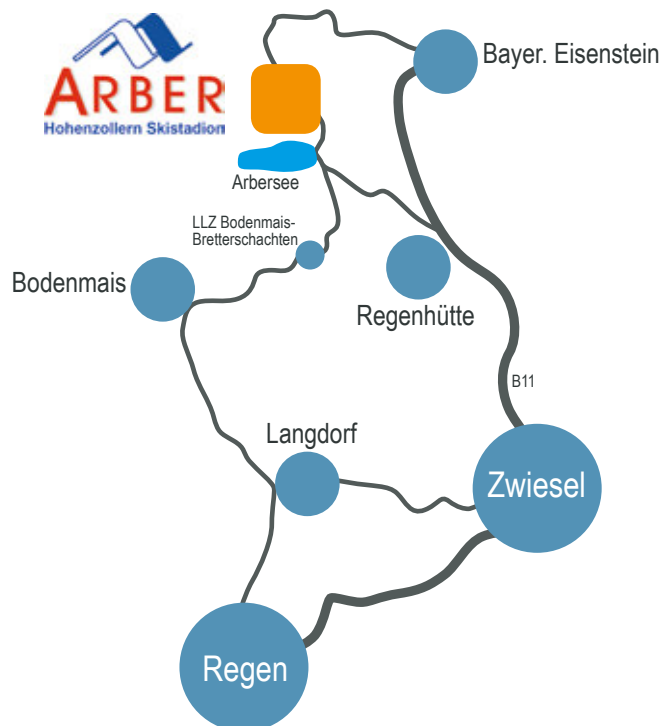 ARBER
Hohenzollern Skistadion
Bayer. Eisenstein
Arbersee
LLZ Bodenmais-
Bretterschachten
Bodenmais
Regenhütte
B11
Langdorf
Zwiesel
Regen